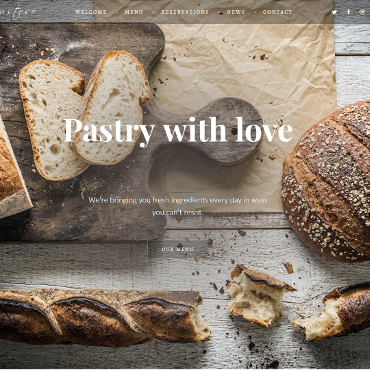 WELCOME MENU RESERVATIONS NEWS CONTACT
Pastry with love
We're bringing you fresh ingredients every day in ways
you can't resist.
OUR MENU